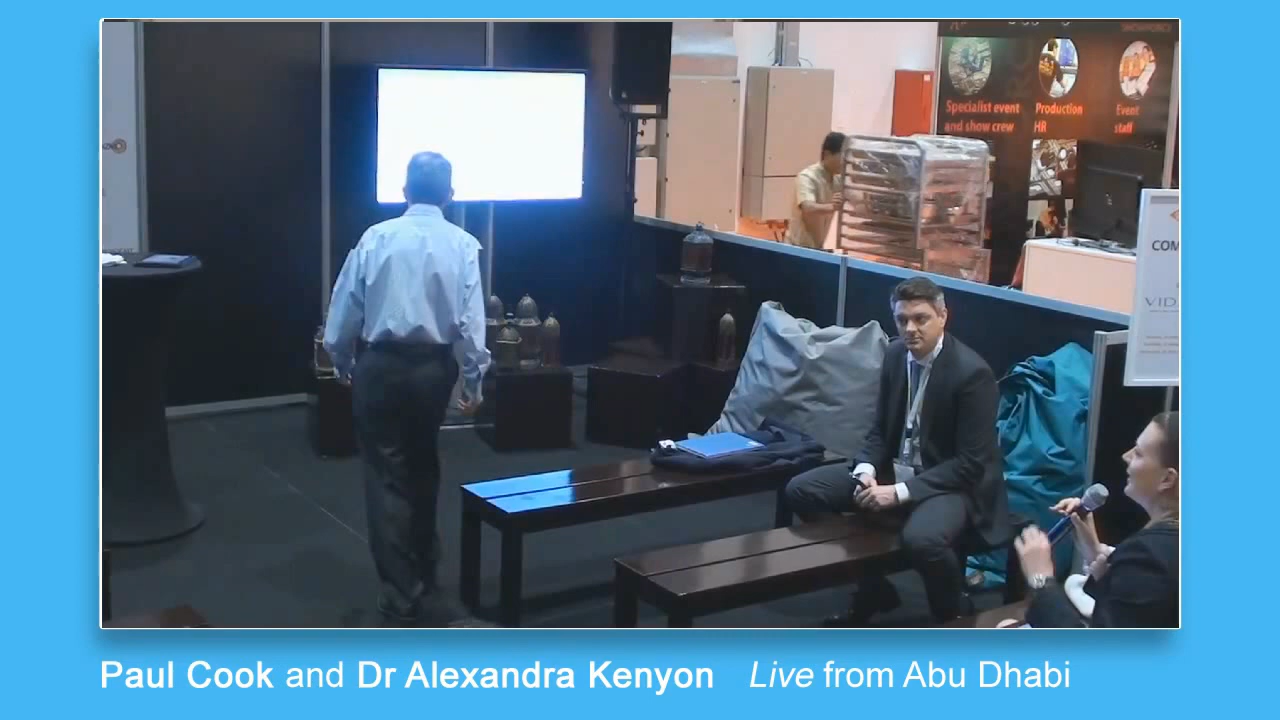 Specialist event
and show crew
Production
HR
Event
staff
COM
VID
Paul Cook and Dr Alexandra Kenyon Live from Abu Dhabi